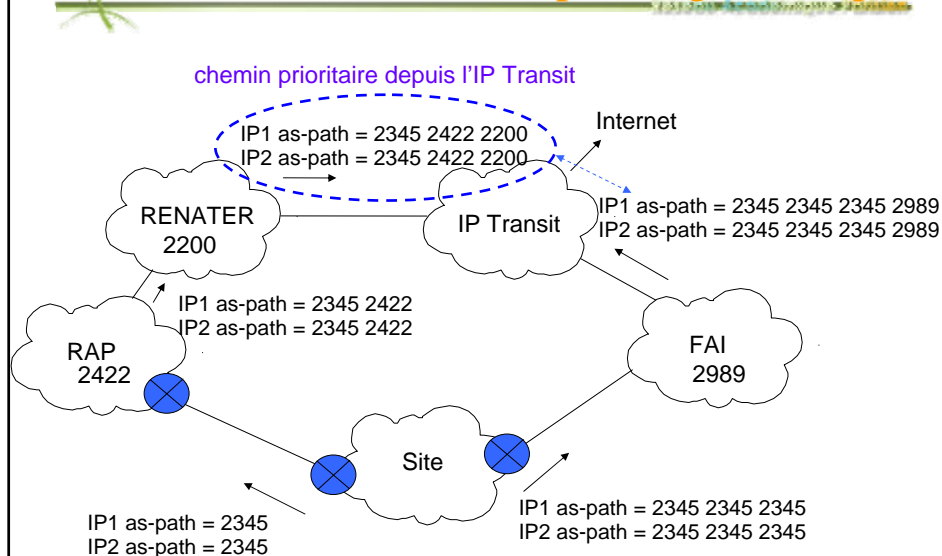 chemin prioritaire depuis l'IP Transit
IP1 as-path = 2345 2422 2200
IP2 as-path = 2345 2422 2200
Internet
RENATER
2200
IP Transit
IP1 as-path = 2345 2345 2345 2989
IP2 as-path = 2345 2345 2345 2989
IP1 as-path = 2345 2422
IP2 as-path = 2345 2422
RAP
2422
FAI
2989
Site
IP1 as-path = 2345
IP2 as-path = 2345
IP1 as-path = 2345 2345 2345
IP2 as-path = 2345 2345 2345